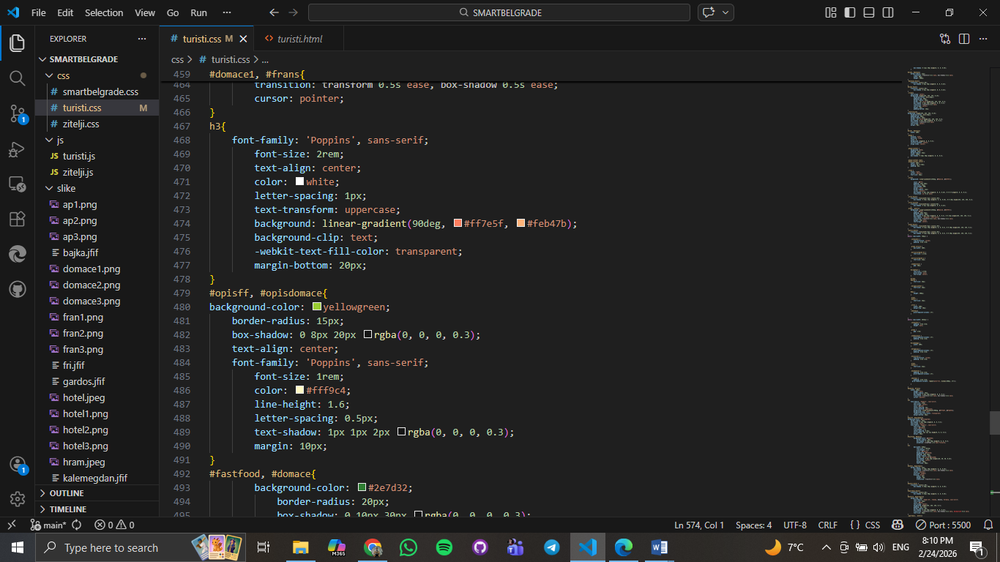 File Edit Selection View Go Run ··· SMARTBELGRADE
EXPLORER ···
SMARTBELGRADE
css
# smartbelgrade.css
# turisti.css M
# zitelji.css
js
JS turisti.js
JS zitelji.js
slike
ap1.png
ap2.png
ap3.png
bajka.jfif
domace1.png
domace2.png
domace3.png
fran1.png
fran2.png
fran3.png
fri.jfif
gardos.jfif
hotel.jpeg
hotel1.png
hotel2.png
hotel3.png
hram.jpeg
kalemegdan.jfif
OUTLINE
TIMELINE
1
1
# turisti.css M <> turisti.html
css > # turisti.css > ...
459 #domace1, #frans{
464 transition: transform 0.5s ease, box-shadow 0.5s ease;
465 cursor: pointer;
466 }
467 h3{
468 font-family: 'Poppins', sans-serif;
469 font-size: 2rem;
470 text-align: center;
471 color: white;
472 letter-spacing: 1px;
473 text-transform: uppercase;
474 background: linear-gradient(90deg, #ff7e5f, #feb47b);
475 background-clip: text;
476 -webkit-text-fill-color: transparent;
477 margin-bottom: 20px;
478 }
479 #opisff, #opisdomace{
480 background-color: yellowgreen;
481 border-radius: 15px;
482 box-shadow: 0 8px 20px rgba(0, 0, 0, 0.3);
483 text-align: center;
484 font-family: 'Poppins', sans-serif;
485 font-size: 1rem;
486 color: #fff9c4;
487 line-height: 1.6;
488 letter-spacing: 0.5px;
489 text-shadow: 1px 1px 2px rgba(0, 0, 0, 0.3);
490 margin: 10px;
491 }
492 #fastfood, #domace{
493 background-color: #2e7d32;
494 border-radius: 20px;
495 box-shadow: 0 10px 30px rgba(0, 0, 0, 0.3);
main* 0 0 Ln 574, Col 1 Spaces: 4 UTF-8 CRLF {} CSS Port : 5500
Type here to search M365 7°C ENG 8:10 PM
2/24/2026
1